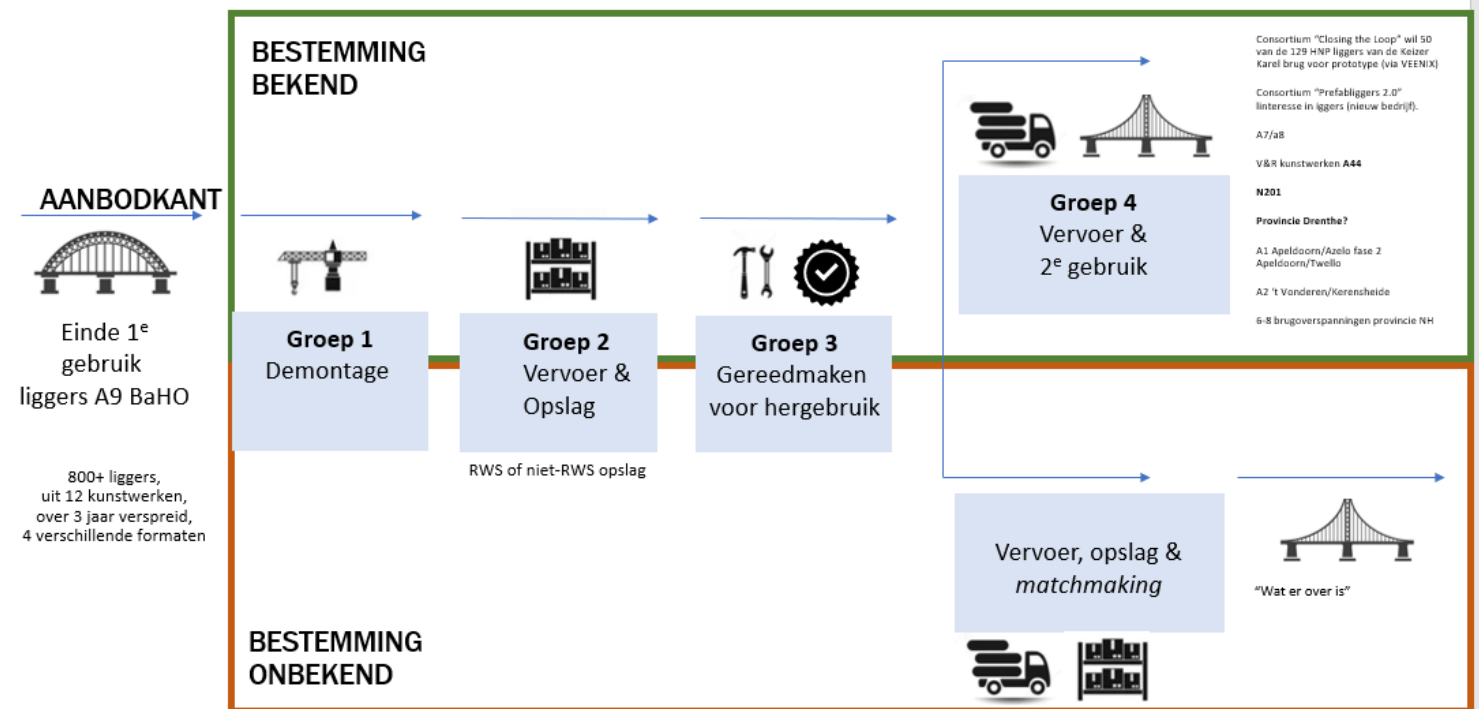 BESTEMMING
BEKEND
AANBODKANT
Einde 1e
gebruik
liggers A9 BaHO
800+ liggers,
uit 12 kunstwerken,
over 3 jaar verspreid,
4 verschillende formaten
Groep 1
Demontage
Groep 2
Vervoer &
Opslag
RWS of niet-RWS opslag
Groep 3
Gereedmaken
voor hergebruik
Groep 4
Vervoer &
2e gebruik
Consortium "Closing the Loop" wil 50
van de 129 HNP liggers van de Keizer
Karel brug voor prototype (via VEENIX)
Consortium "Prefabliggers 2.0"
linteresse in iggers (nieuw bedrijf).
A7/a8
V&R kunstwerken A44
N201
Provincie Drenthe?
A1 Apeldoorn/Azelo fase 2
Apeldoorn/Twello
A2 't Vonderen/Kerensheide
6-8 brugoverspanningen provincie NH
BESTEMMING
ONBEKEND
Vervoer, opslag &
matchmaking
"Wat er over is"